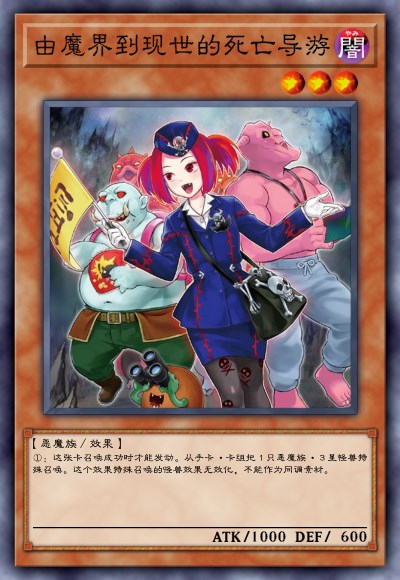 由魔界到现世的死亡导游
闇
やみ
【恶魔族／效果】
①：这张卡召唤成功时才能发动。从手卡·卡组把1只恶魔族·3星怪兽特
殊召唤。这个效果特殊召唤的怪兽效果无效化，不能作为同调素材。
ATK/1000 DEF/ 600